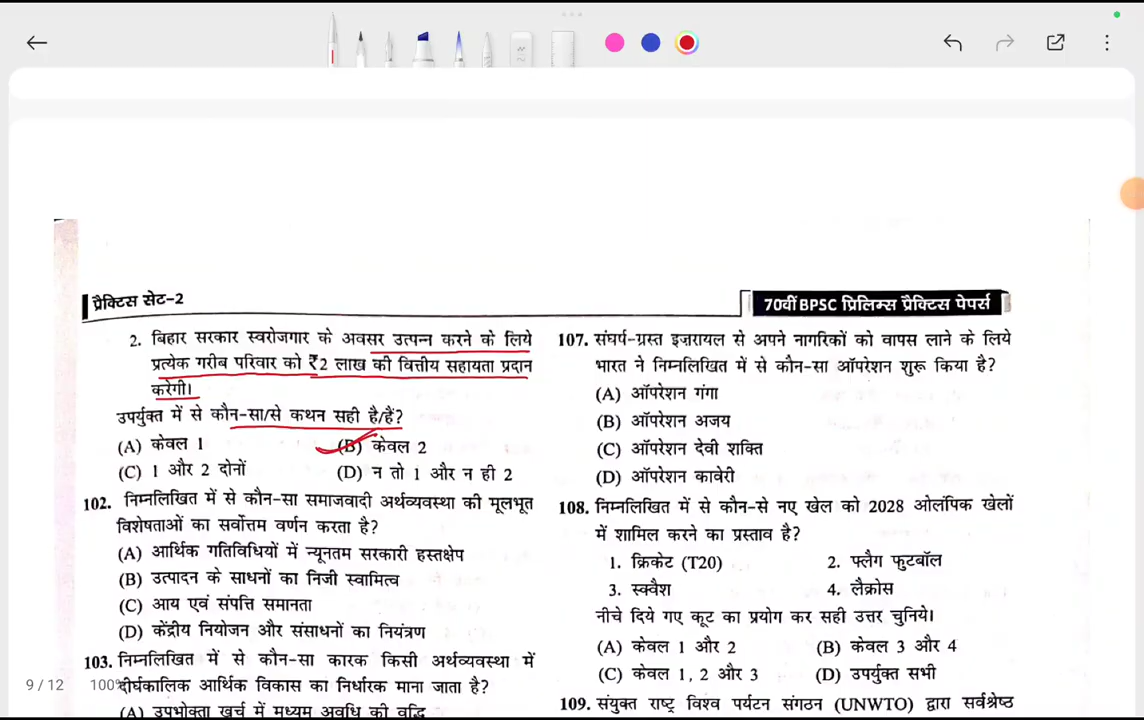 प्रैक्टिस सेट-2
70वीं BPSC प्रिलिम्स प्रैक्टिस पेपर्स
2. बिहार सरकार स्वरोजगार के अवसर उत्पन्न करने के लिये
प्रत्येक गरीब परिवार को ₹2 लाख की वित्तीय सहायता प्रदान
करेगी।
उपर्युक्त में से कौन-सा/से कथन सही है/हैं?
(A) केवल 1 (B) केवल 2
(C) 1 और 2 दोनों (D) न तो 1 और न ही 2
102. निम्नलिखित में से कौन-सा समाजवादी अर्थव्यवस्था की मूलभूत
विशेषताओं का सर्वोत्तम वर्णन करता है?
(A) आर्थिक गतिविधियों में न्यूनतम सरकारी हस्तक्षेप
(B) उत्पादन के साधनों का निजी स्वामित्व
(C) आय एवं संपत्ति समानता
(D) केंद्रीय नियोजन और संसाधनों का नियंत्रण
103. निम्नलिखित में से कौन-सा कारक किसी अर्थव्यवस्था में
दीर्घकालिक आर्थिक विकास का निर्धारक माना जाता है?
(A) उपभोक्ता खर्च में मध्यम अवधि की वृद्धि
107. संघर्ष-ग्रस्त इज़रायल से अपने नागरिकों को वापस लाने के लिये
भारत ने निम्नलिखित में से कौन-सा ऑपरेशन शुरू किया है?
(A) ऑपरेशन गंगा
(B) ऑपरेशन अजय
(C) ऑपरेशन देवी शक्ति
(D) ऑपरेशन कावेरी
108. निम्नलिखित में से कौन-से नए खेल को 2028 ओलंपिक खेलों
में शामिल करने का प्रस्ताव है?
1. क्रिकेट (T20) 2. फ्लैग फुटबॉल
3. स्क्वैश 4. लैक्रोस
नीचे दिये गए कूट का प्रयोग कर सही उत्तर चुनिये।
(A) केवल 1 और 2 (B) केवल 3 और 4
(C) केवल 1, 2 और 3 (D) उपर्युक्त सभी
109. संयुक्त राष्ट्र विश्व पर्यटन संगठन (UNWTO) द्वारा सर्वश्रेष्ठ
9 / 12 100%